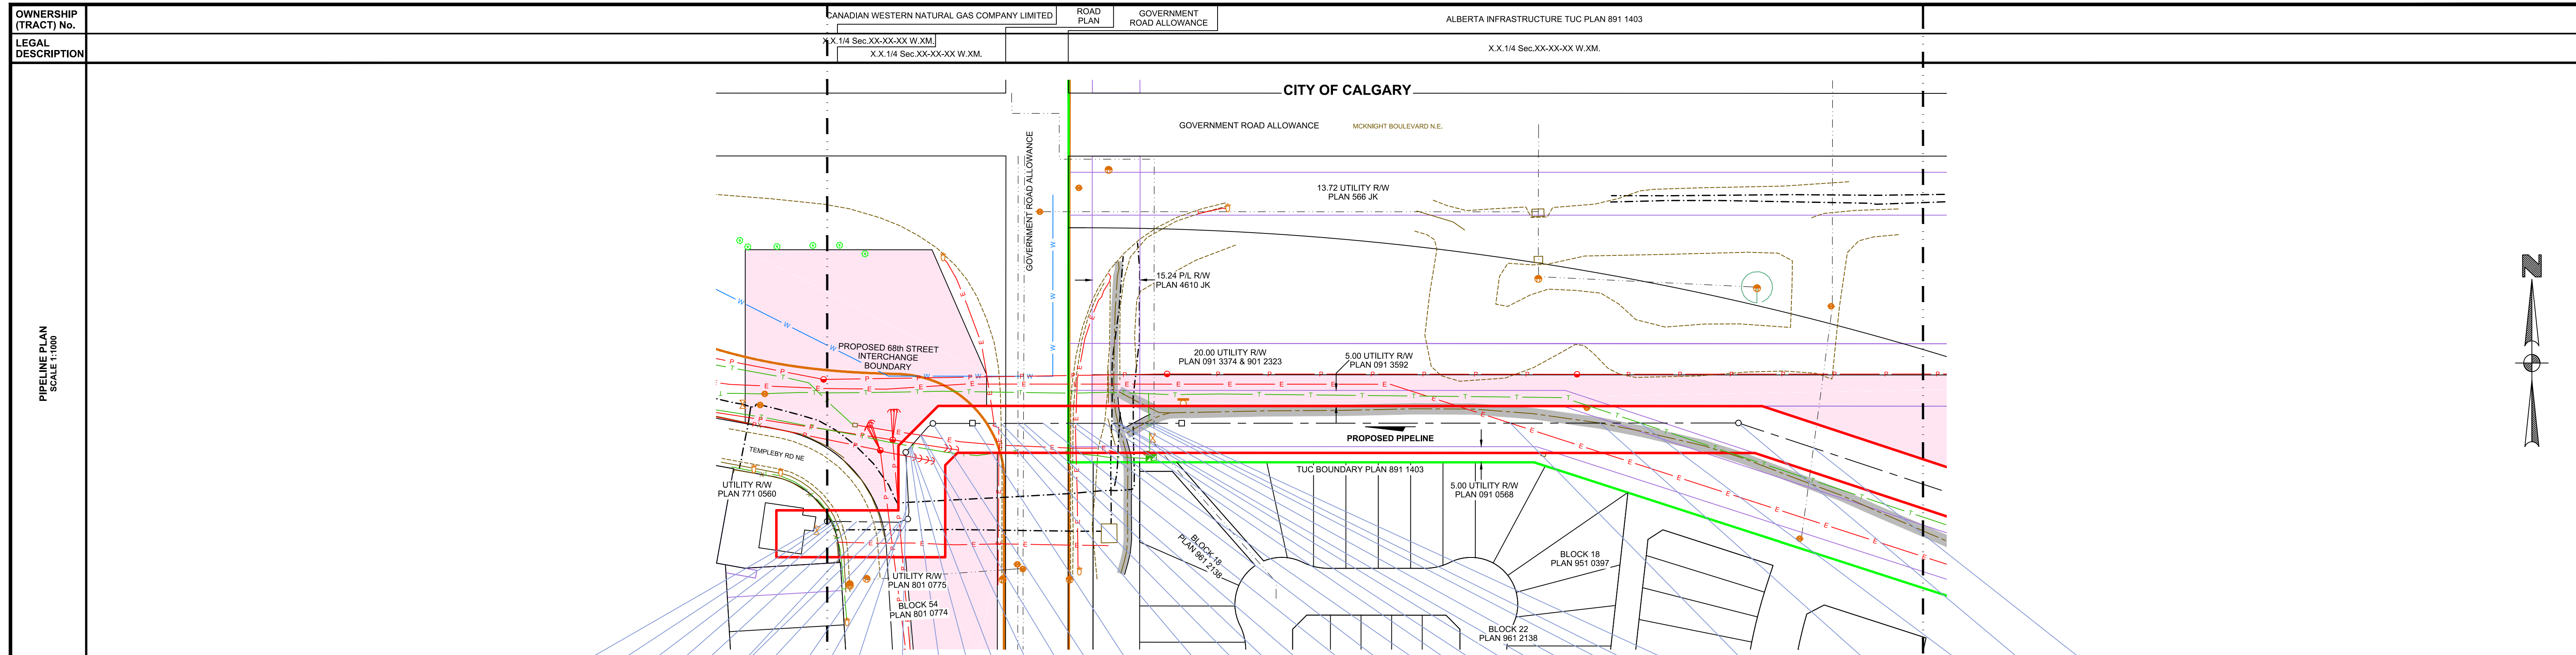 OWNERSHIP
(TRACT) No.
CANADIAN WESTERN NATURAL GAS COMPANY LIMITED
ROAD
PLAN
GOVERNMENT
ROAD ALLOWANCE
ALBERTA INFRASTRUCTURE TUC PLAN 891 1403
LEGAL
DESCRIPTION
X.X.1/4 Sec.XX-XX-XX W.XM.
X.X.1/4 Sec.XX-XX-XX W.XM.
X.X.1/4 Sec.XX-XX-XX W.XM.
PIPELINE PLAN
SCALE 1:1000
CITY OF CALGARY
GOVERNMENT ROAD ALLOWANCE
MCKNIGHT BOULEVARD N.E.
GOVERNMENT ROAD ALLOWANCE
13.72 UTILITY R/W
PLAN 566 JK
15.24 P/L R/W
PLAN 4610 JK
N
PROPOSED 68th STREET
INTERCHANGE
BOUNDARY
20.00 UTILITY R/W
PLAN 091 3374 & 901 2323
5.00 UTILITY R/W
PLAN 091 3592
PROPOSED PIPELINE
TEMPLEBY RD NE
TUC BOUNDARY PLAN 891 1403
UTILITY R/W
PLAN 771 0560
5.00 UTILITY R/W
PLAN 091 0568
BLOCK 18
PLAN 961 2138
BLOCK 18
PLAN 951 0397
UTILITY R/W
PLAN 801 0775
BLOCK 54
PLAN 801 0774
BLOCK 22
PLAN 961 2138